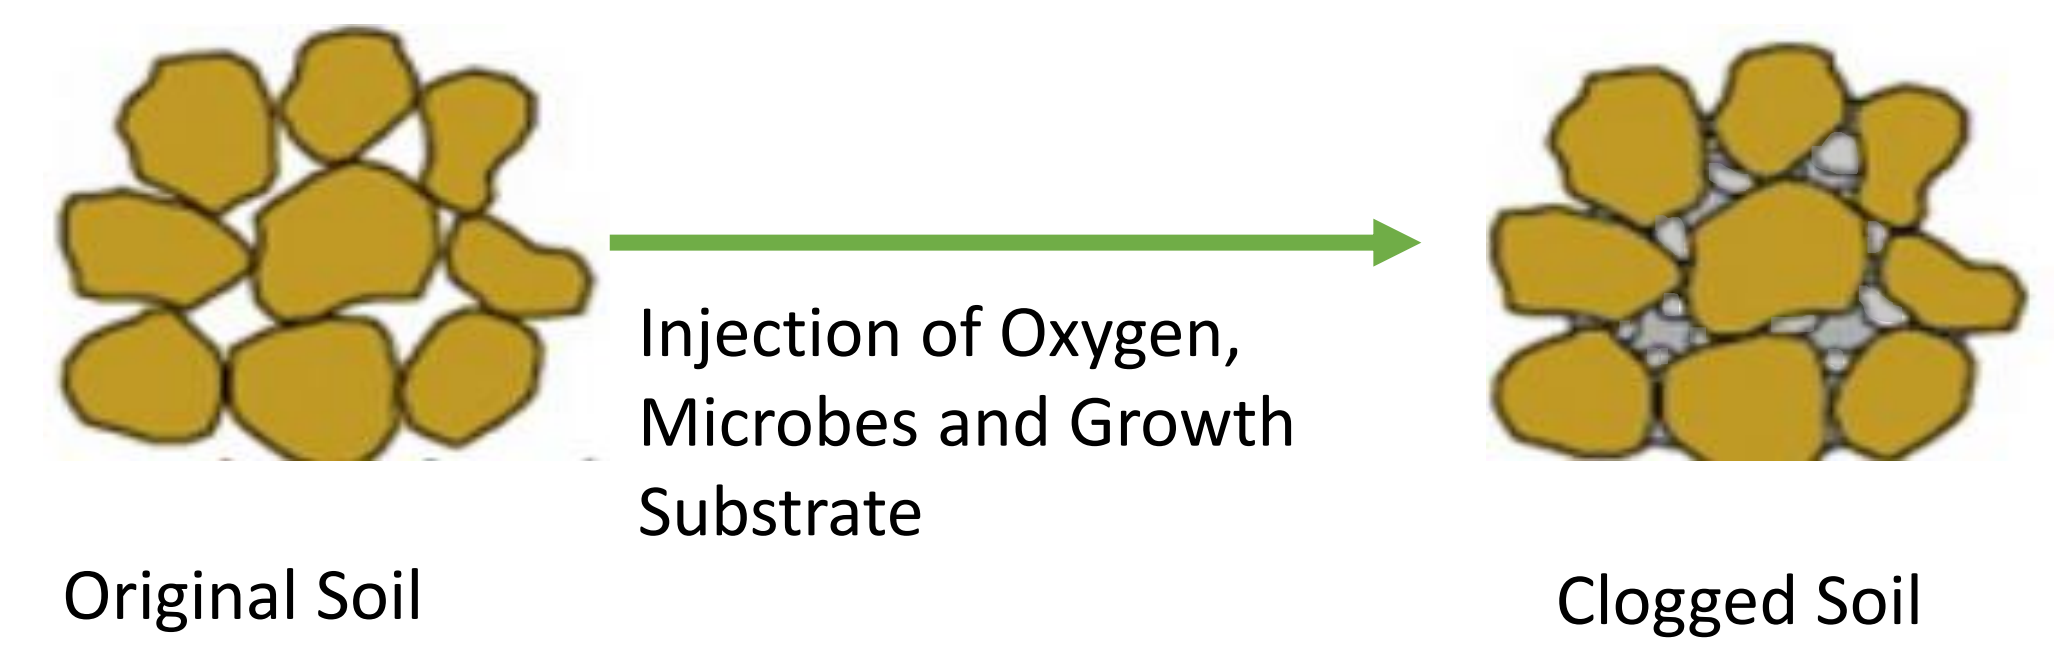 Injection of Oxygen,
Microbes and Growth
Substrate
Original Soil
Clogged Soil